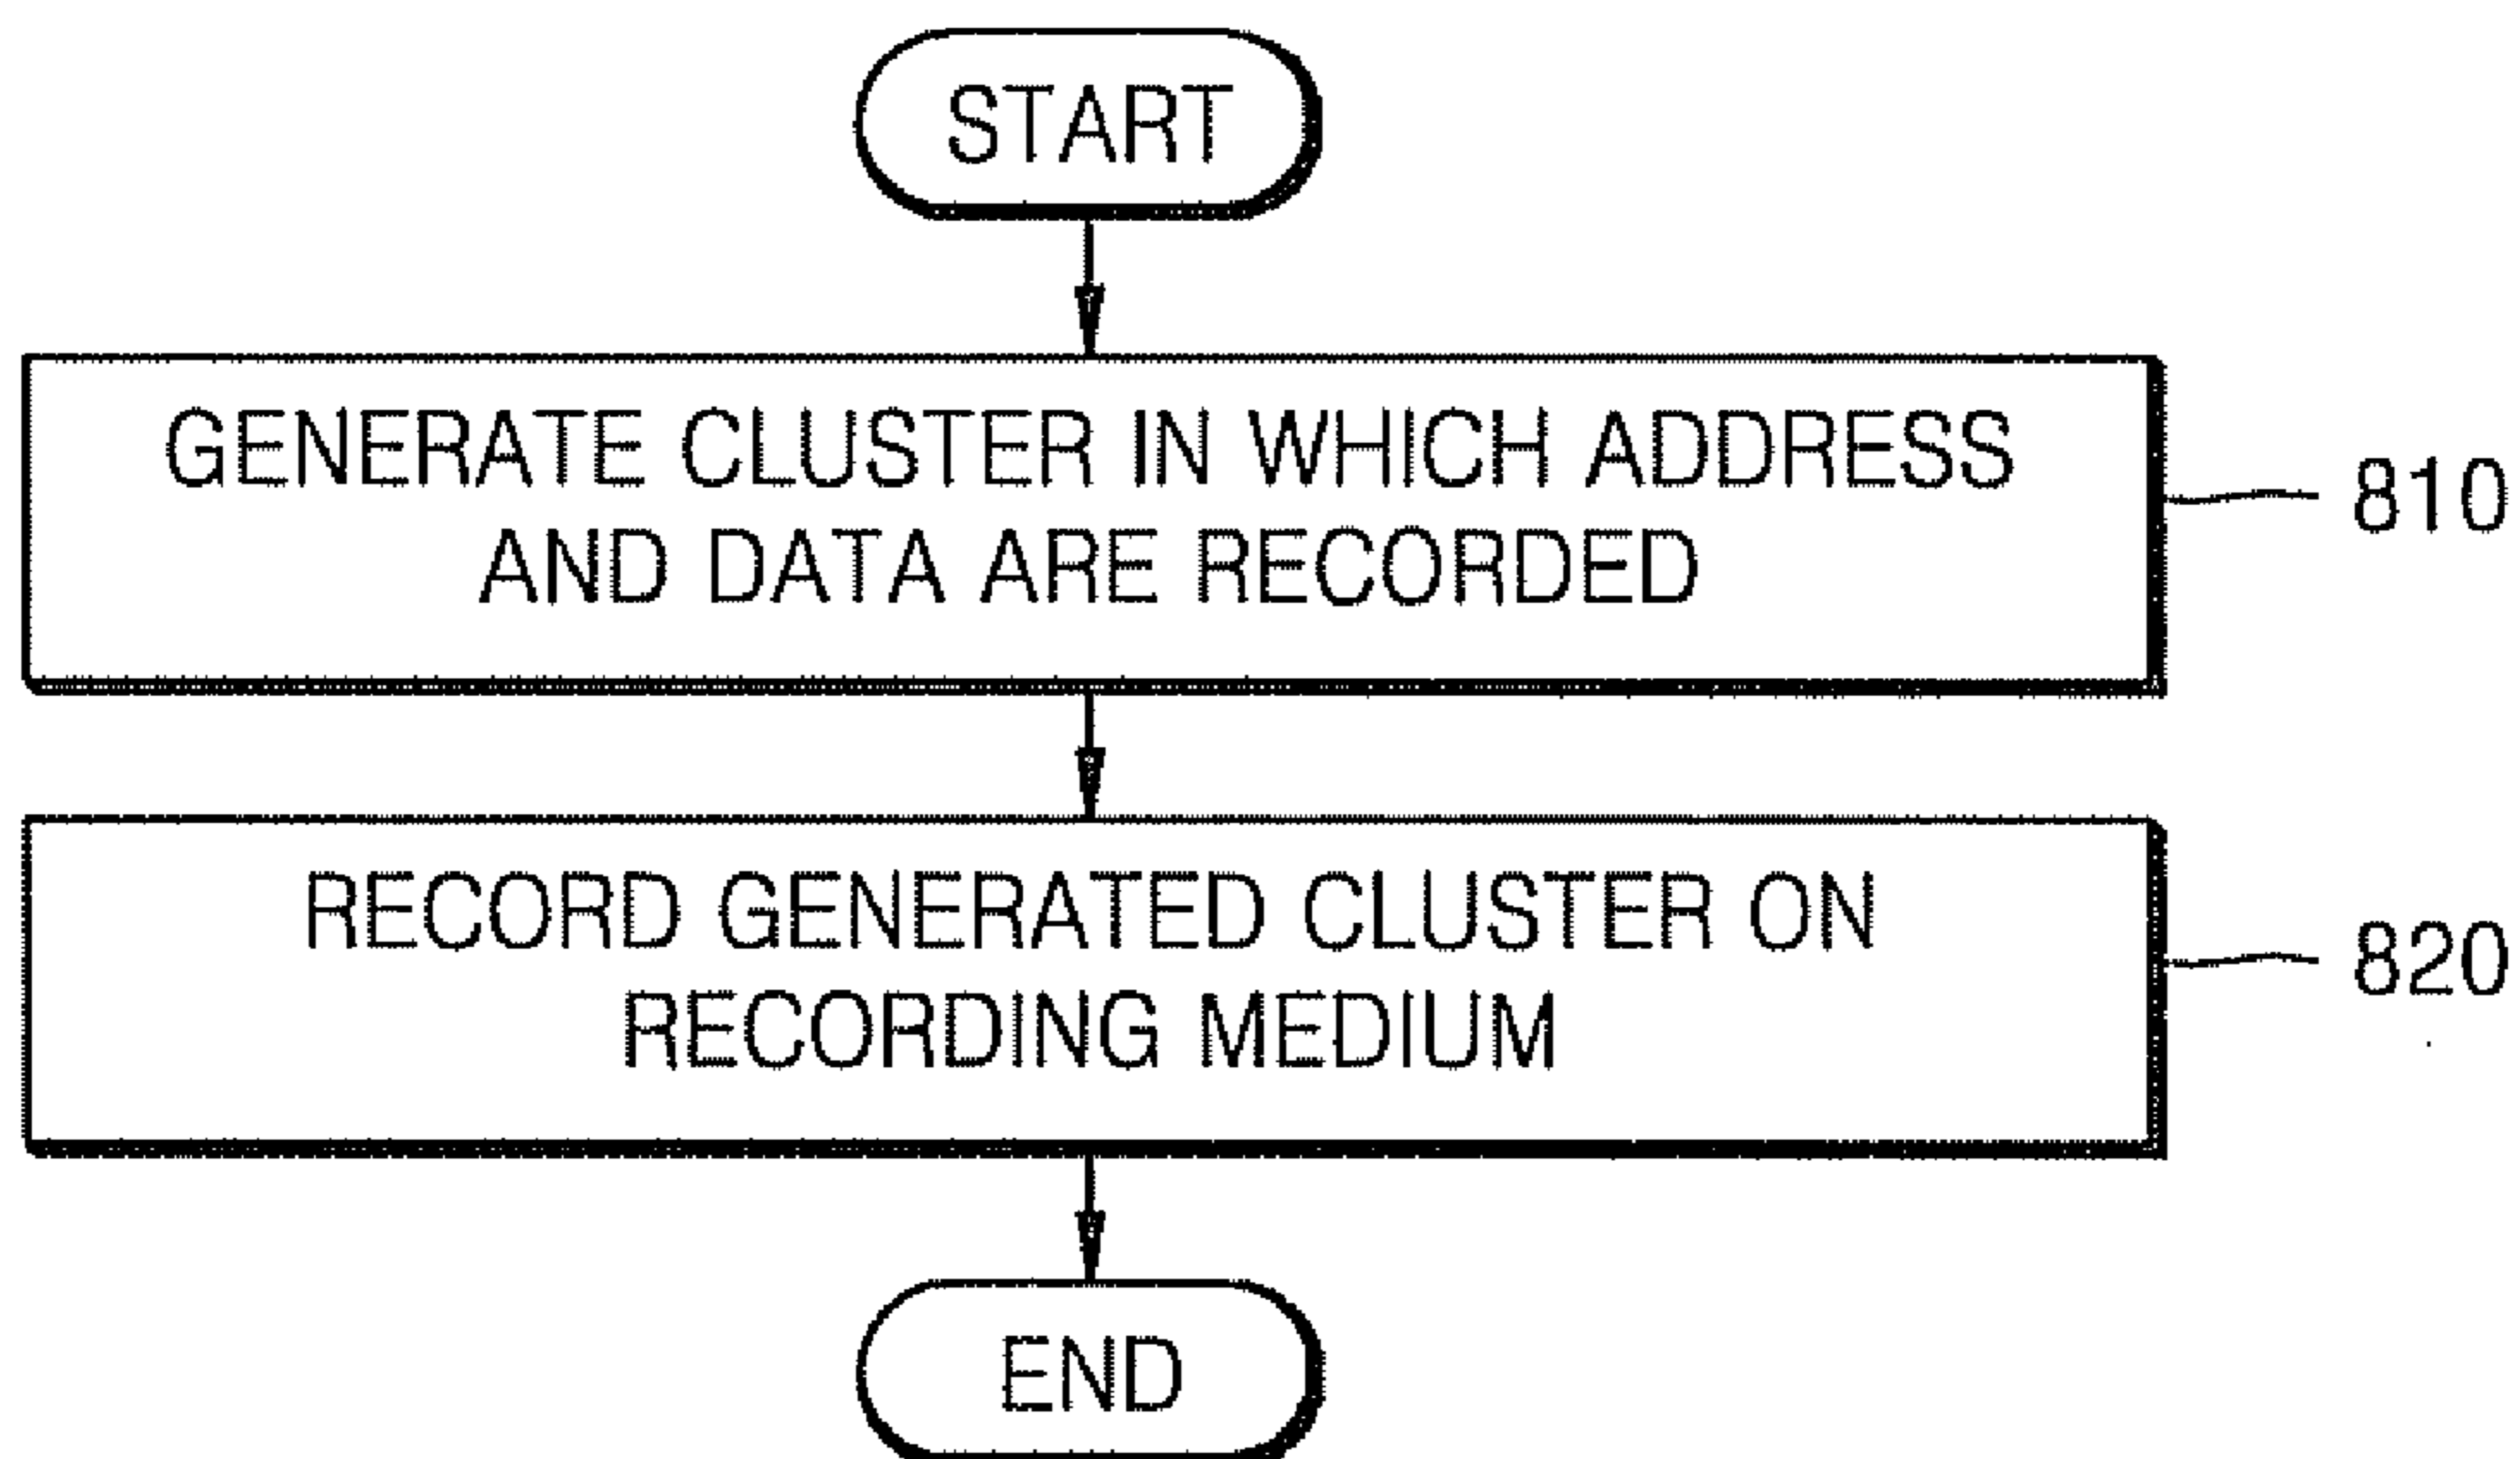 START
GENERATE CLUSTER IN WHICH ADDRESS
AND DATA ARE RECORDED
810
RECORD GENERATED CLUSTER ON
RECORDING MEDIUM
820
END